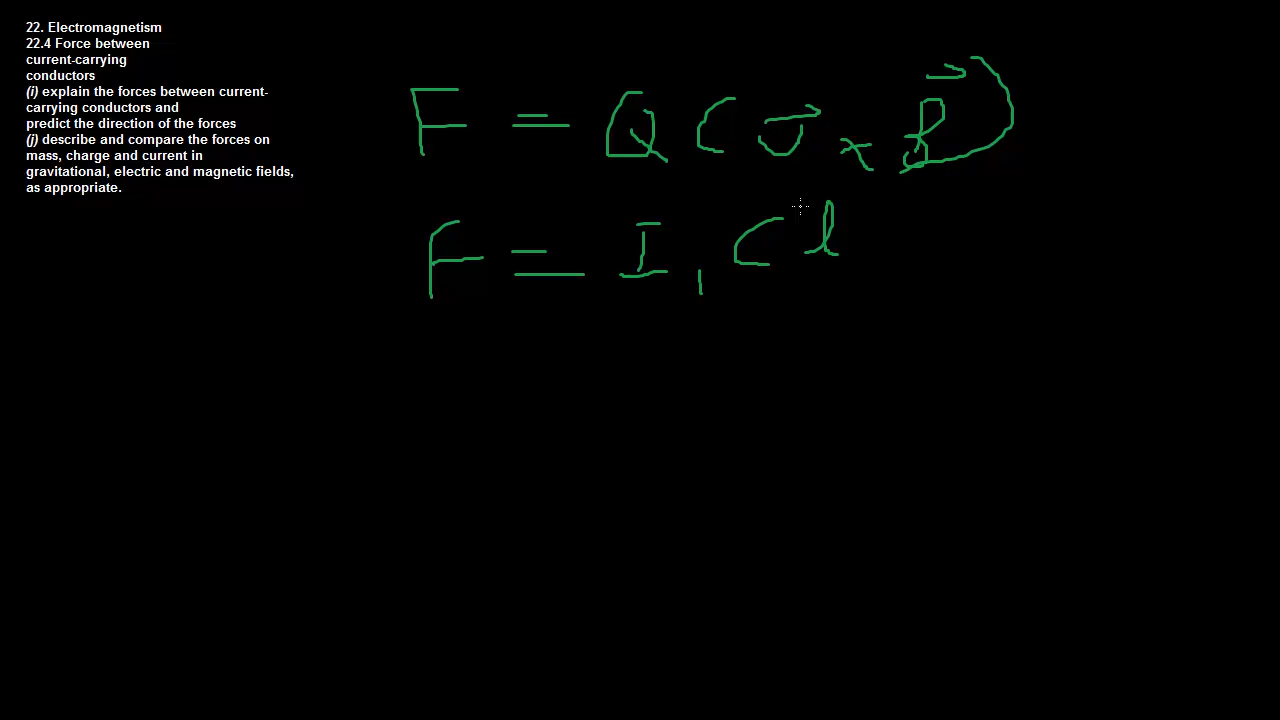 22. Electromagnetism
22.4 Force between
current-carrying
conductors
(i) explain the forces between current-
carrying conductors and
predict the direction of the forces
(j) describe and compare the forces on
mass, charge and current in
gravitational, electric and magnetic fields,
as appropriate.
F = Q ( v⃗ × B⃗ )
F = I₁ ( l